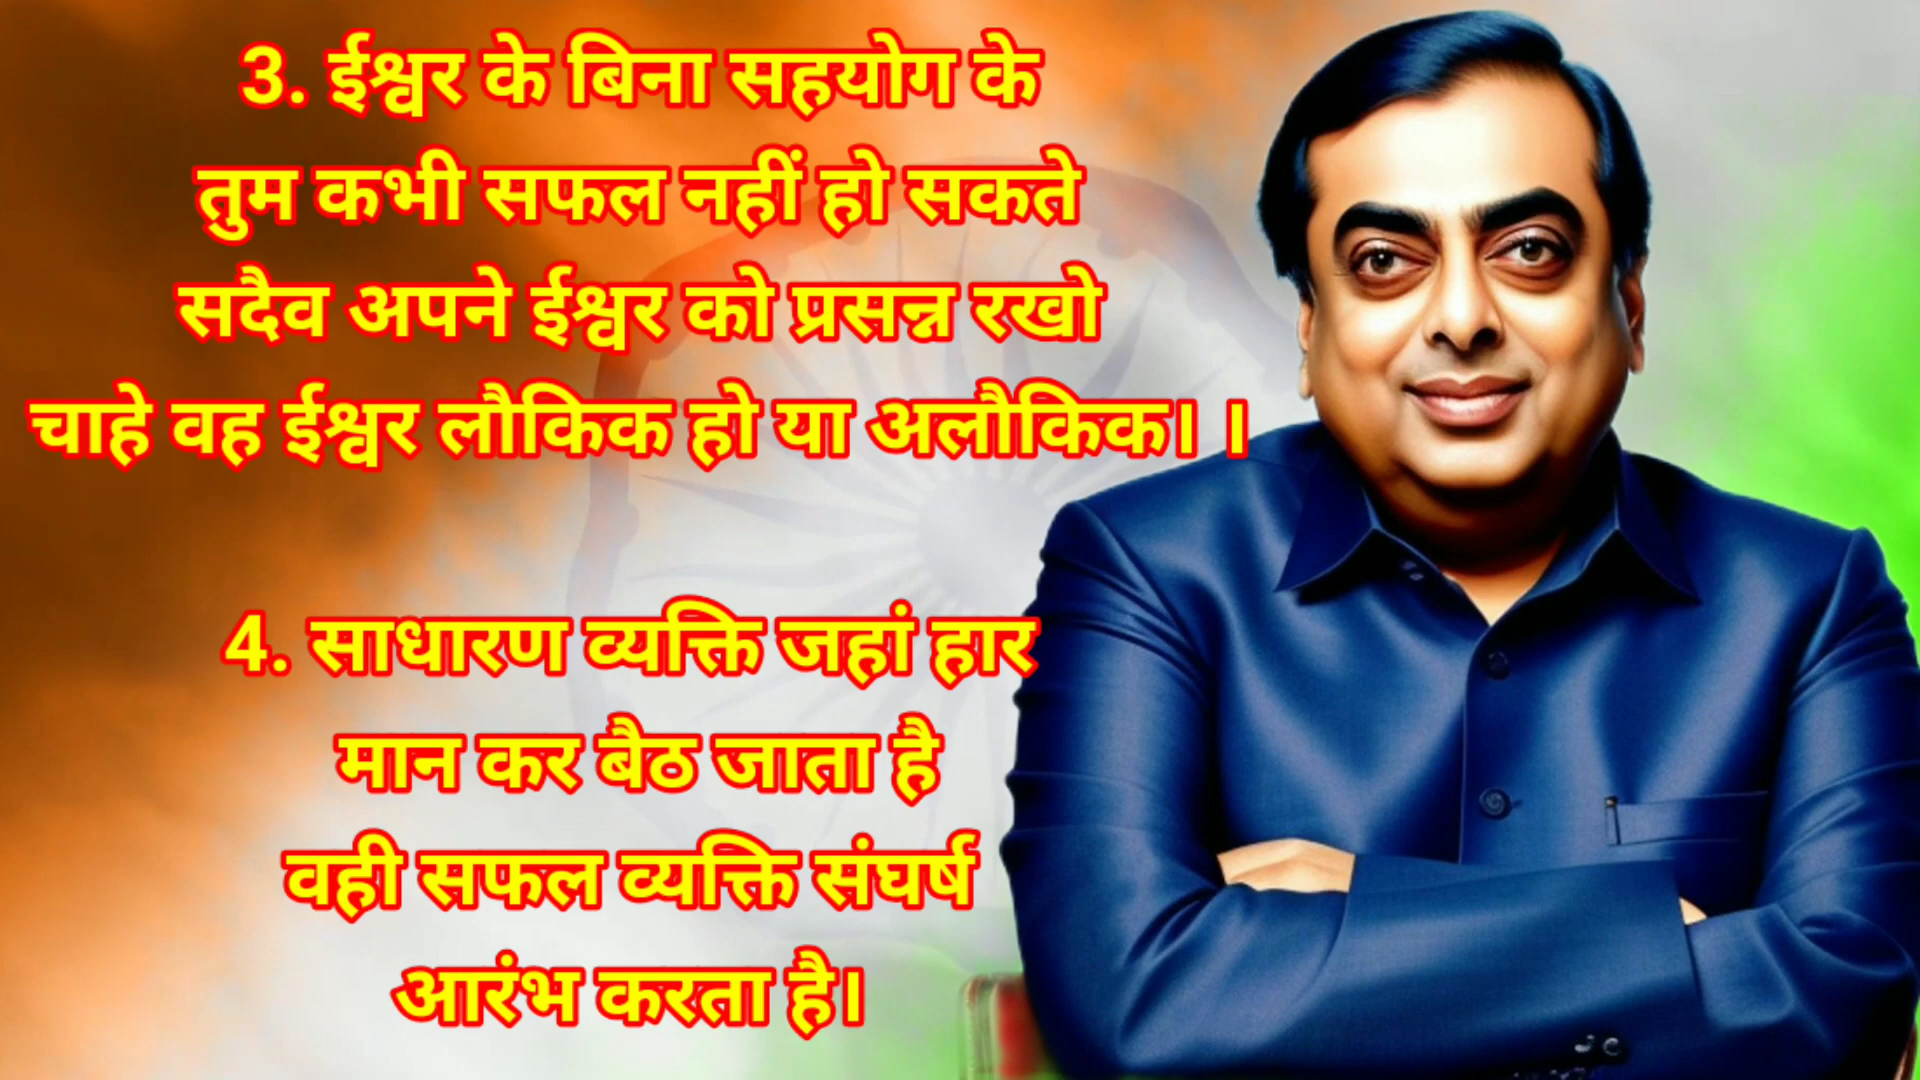 3. ईश्वर के बिना सहयोग के
तुम कभी सफल नहीं हो सकते
सदैव अपने ईश्वर को प्रसन्न रखो
चाहे वह ईश्वर लौकिक हो या अलौकिक। ।
4. साधारण व्यक्ति जहां हार
मान कर बैठ जाता है
वही सफल व्यक्ति संघर्ष
आरंभ करता है।